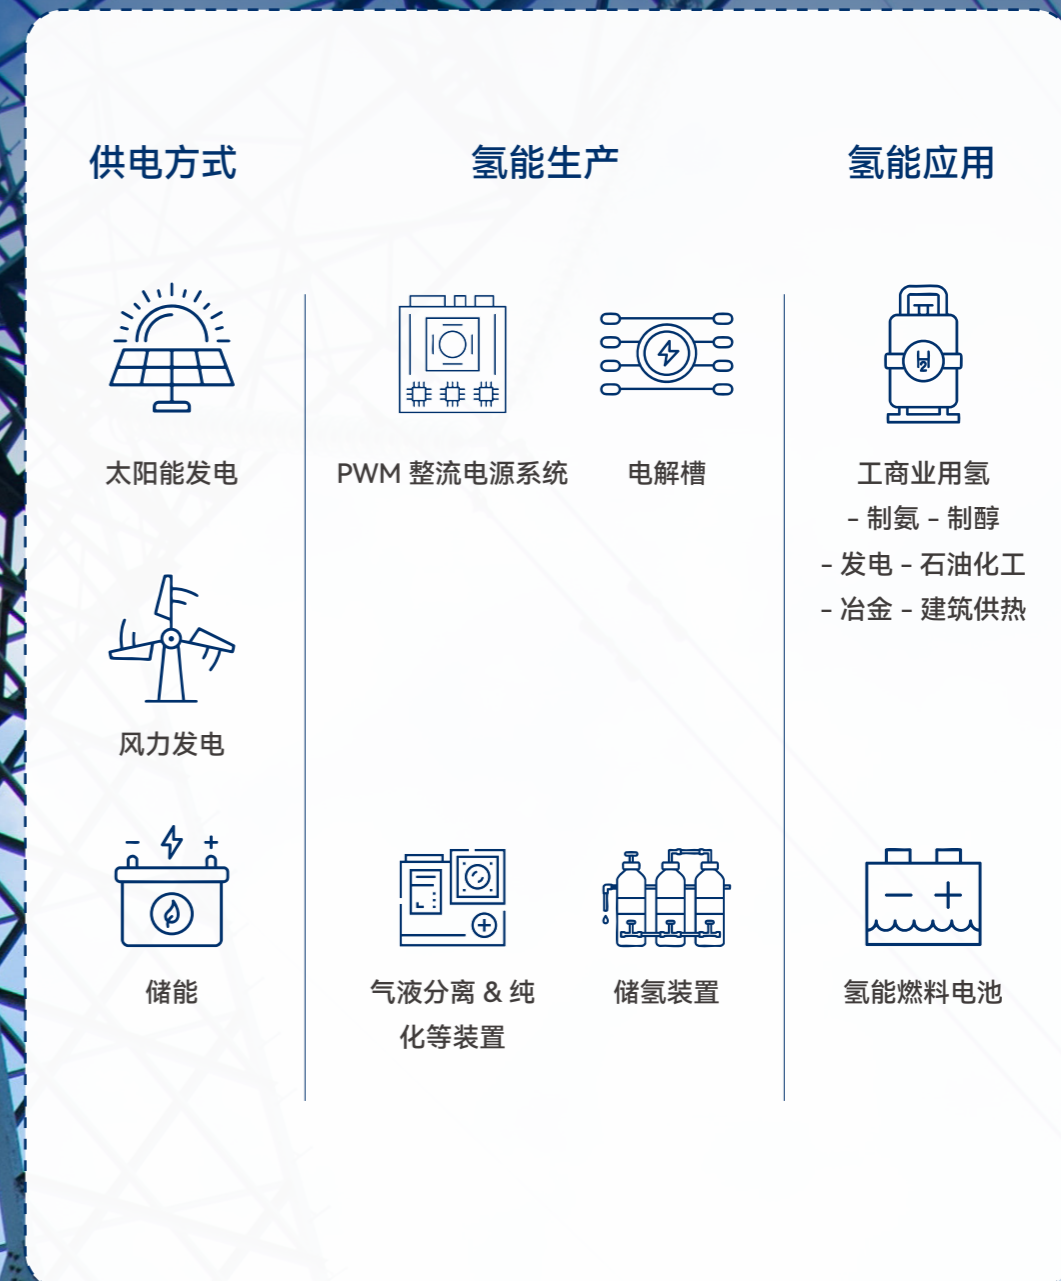 供电方式
氢能生产
氢能应用
太阳能发电
PWM 整流电源系统
电解槽
工商业用氢
- 制氨 - 制醇
- 发电 - 石油化工
- 冶金 - 建筑供热
H2
风力发电
储能
气液分离 & 纯
化等装置
储氢装置
氢能燃料电池